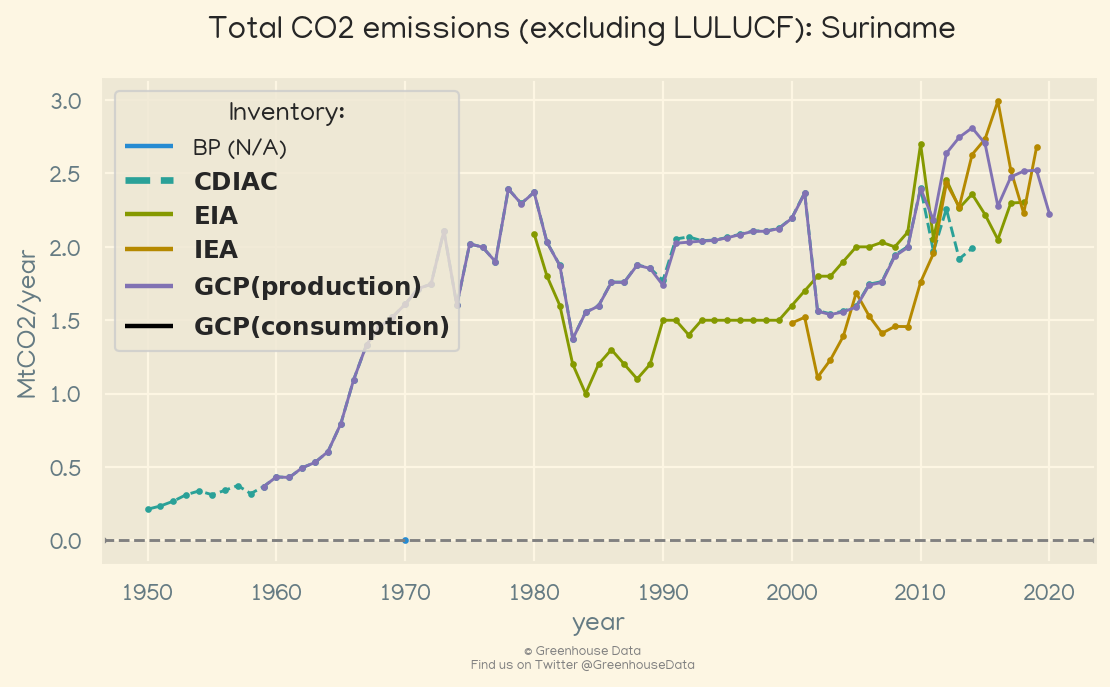 Total CO2 emissions (excluding LULUCF): Suriname
Inventory:
BP (N/A)
CDIAC
EIA
IEA
GCP(production)
GCP(consumption)
MtCO2/year
3.0
2.5
2.0
1.5
1.0
0.5
0.0
1950 1960 1970 1980 1990 2000 2010 2020
year
© Greenhouse Data
Find us on Twitter @GreenhouseData